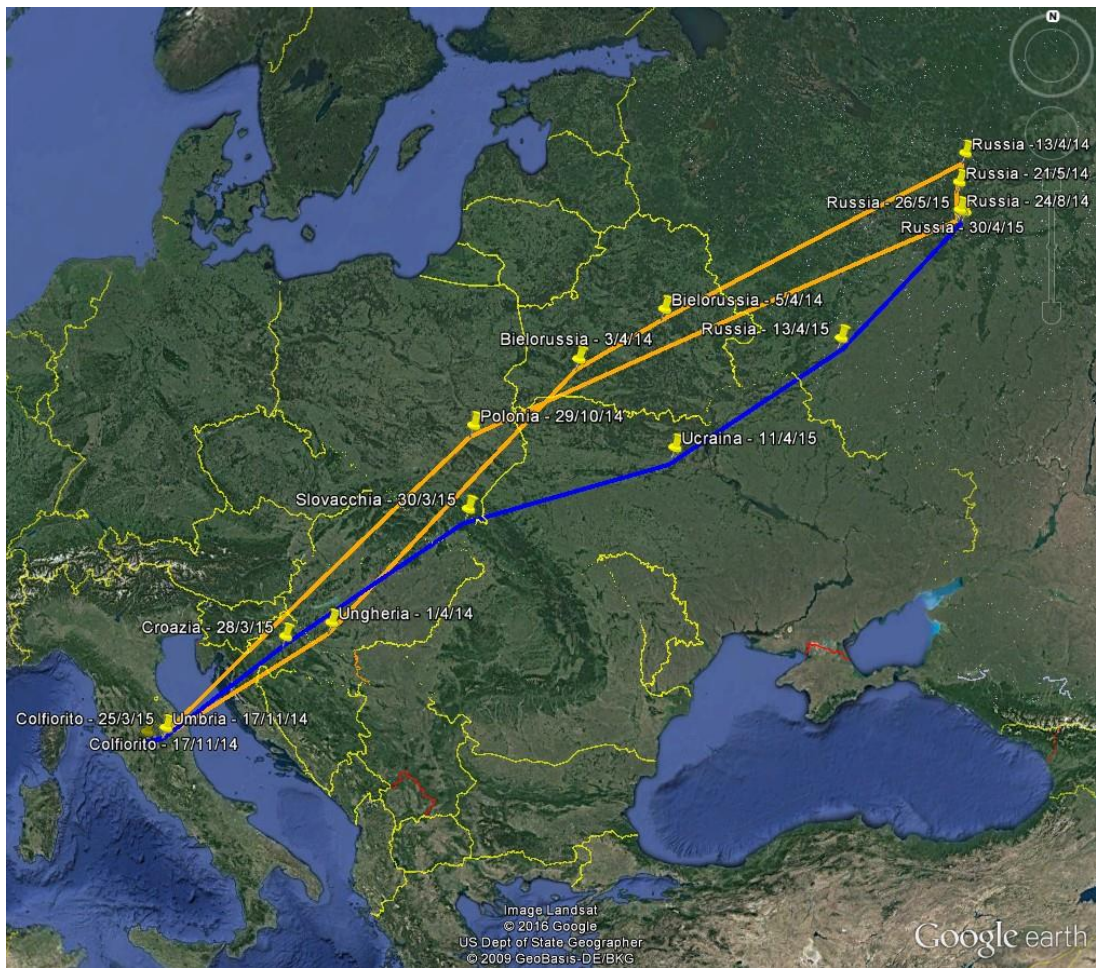 N
Russia - 13/4/14
Russia - 21/5/14
Russia - 26/5/15
Russia - 24/8/14
Russia - 30/4/15
Bielorussia - 5/4/14
Russia - 13/4/15
Bielorussia - 3/4/14
Polonia - 29/10/14
Ucraina - 11/4/15
Slovacchia - 30/3/15
Ungheria - 1/4/14
Croazia - 28/3/15
Colfiorito - 25/3/15
Umbria - 17/11/14
Colfiorito - 17/11/14
Image Landsat
© 2016 Google
US Dept of State Geographer
© 2009 GeoBasis-DE/BKG
Google earth